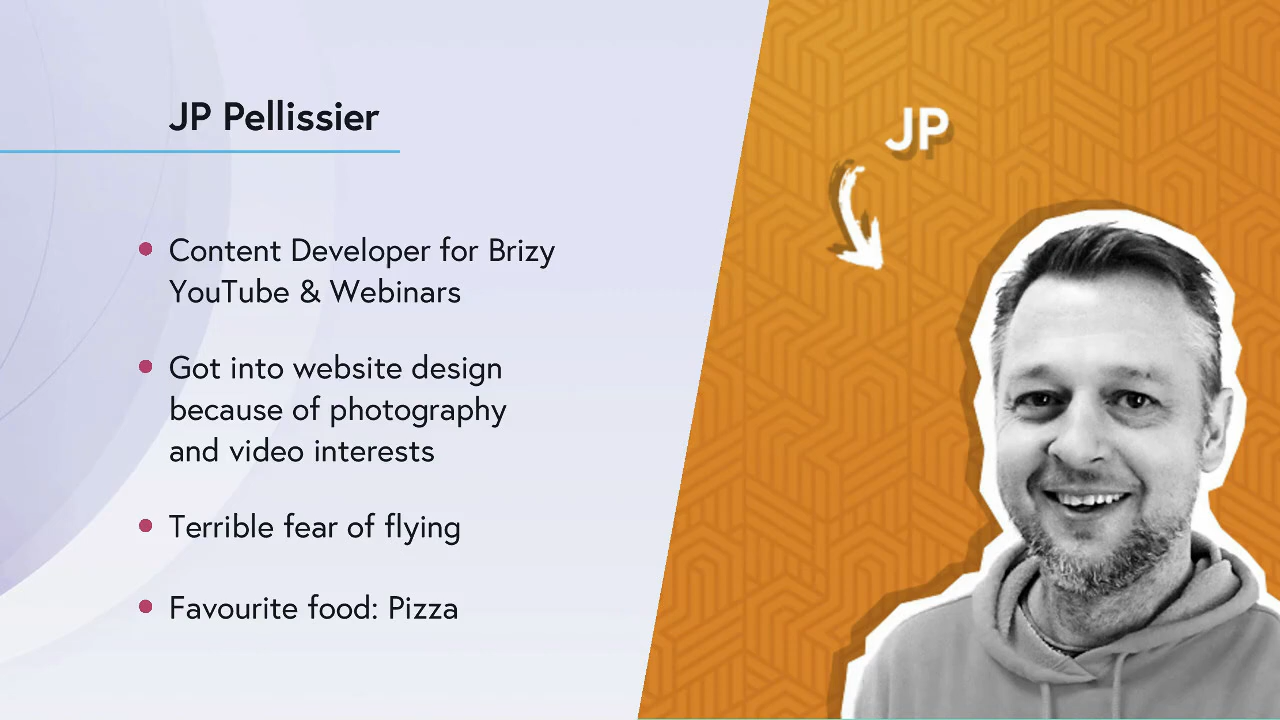 JP Pellissier
Content Developer for Brizy
YouTube & Webinars
Got into website design
because of photography
and video interests
Terrible fear of flying
Favourite food: Pizza
JP